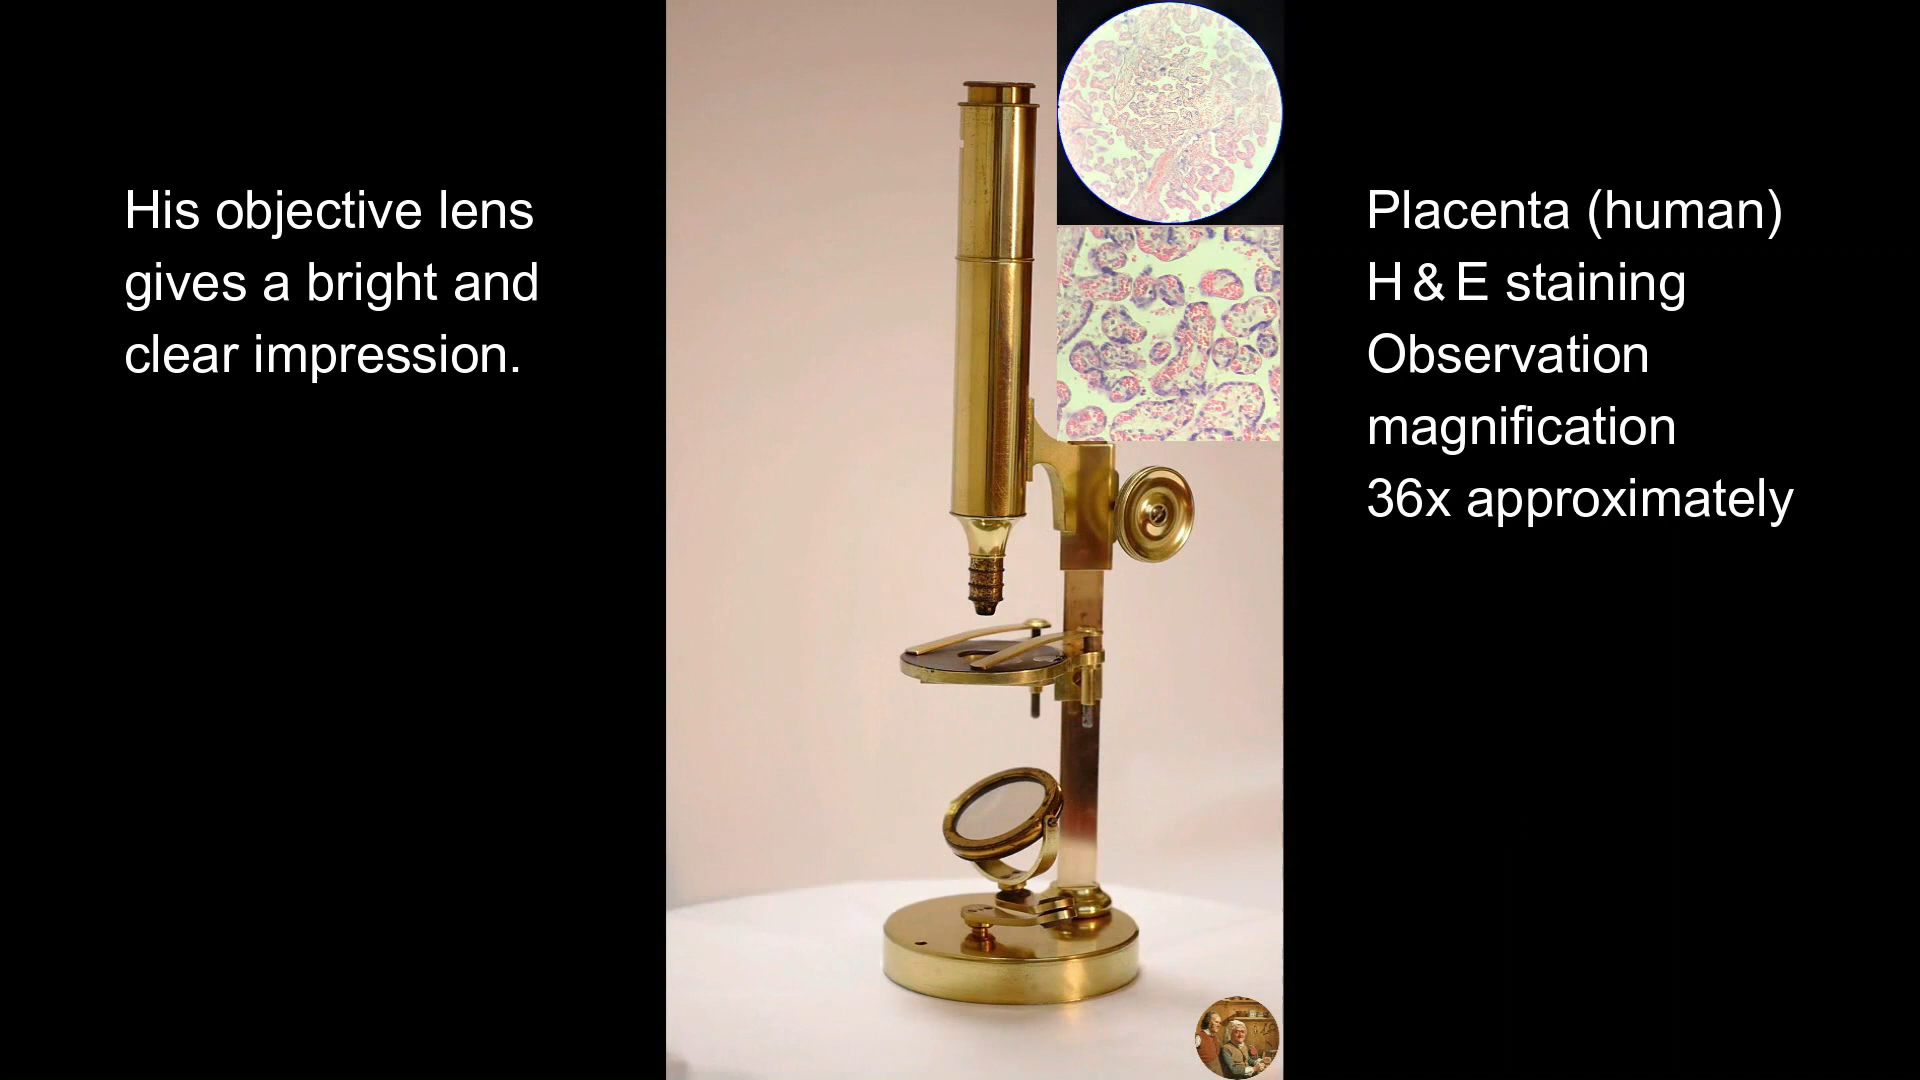 His objective lens
gives a bright and
clear impression.
Placenta (human)
H & E staining
Observation
magnification
36x approximately